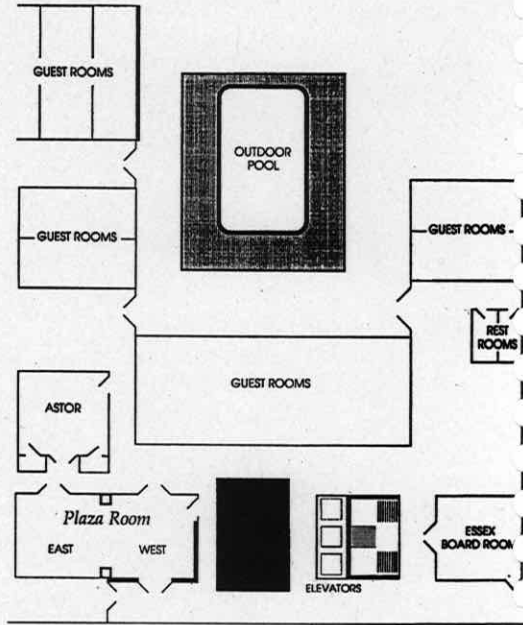 GUEST ROOMS
OUTDOOR
POOL
GUEST ROOMS
GUEST ROOMS
REST
ROOMS
GUEST ROOMS
ASTOR
Plaza Room
EAST
WEST
ESSEX
BOARD ROOM
ELEVATORS